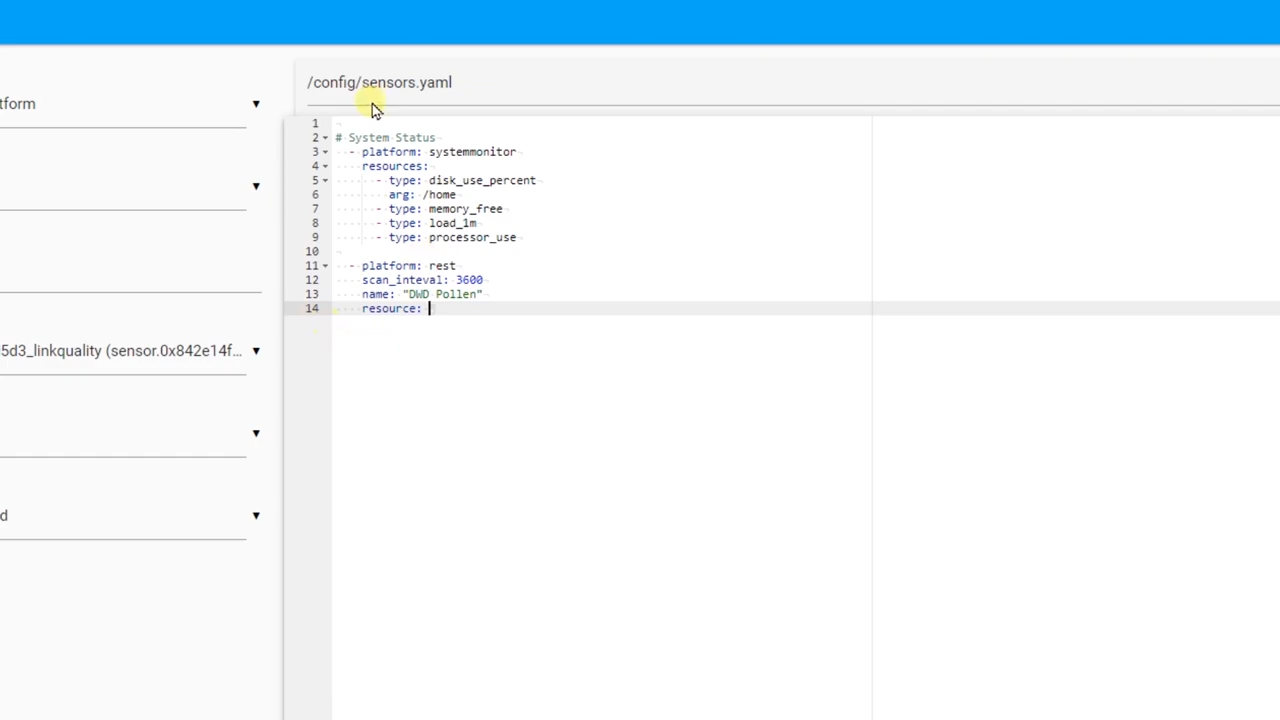 /config/sensors.yaml
tform
1
2 # System Status
3 - platform: systemmonitor
4 resources:
5 - type: disk_use_percent
6 arg: /home
7 - type: memory_free
8 - type: load_1m
9 - type: processor_use
10
11 - platform: rest
12 scan_inteval: 3600
13 name: "DWD Pollen"
14 resource:
5d3_linkquality (sensor.0x842e14f...
d